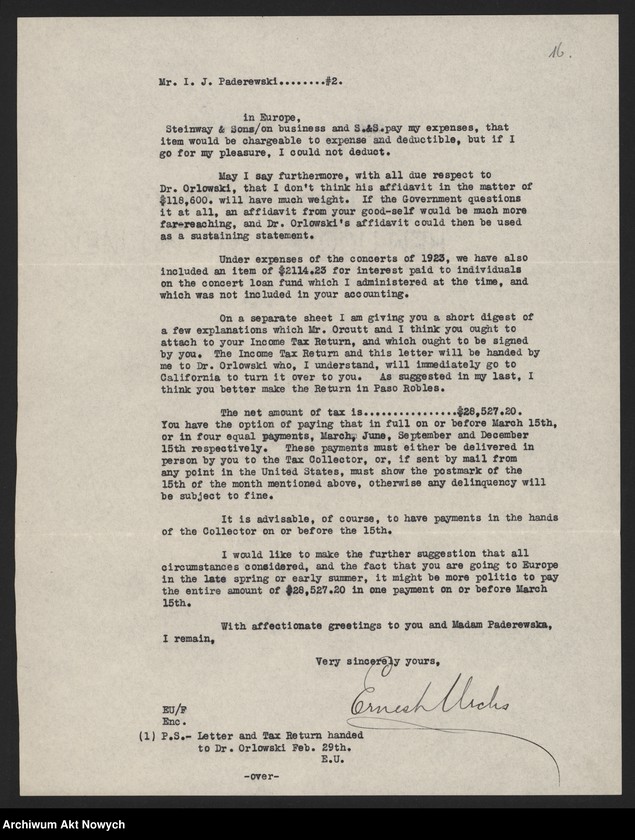 16.
Mr. I. J. Paderewski........#2.
in Europe,
Steinway & Sons/on business and S.&S.pay my expenses, that
item would be chargeable to expense and deductible, but if I
go for my pleasure, I could not deduct.
May I say furthermore, with all due respect to
Dr. Orlowski, that I don't think his affidavit in the matter of
$118,600. will have much weight. If the Government questions
it at all, an affidavit from your good-self would be much more
far-reaching, and Dr. Orlowski's affidavit could then be used
as a sustaining statement.
Under expenses of the concerts of 1923, we have also
included an item of $2114.23 for interest paid to individuals
on the concert loan fund which I administered at the time, and
which was not included in your accounting.
On a separate sheet I am giving you a short digest of
a few explanations which Mr. Orcutt and I think you ought to
attach to your Income Tax Return, and which ought to be signed
by you. The Income Tax Return and this letter will be handed by
me to Dr. Orlowski who, I understand, will immediately go to
California to turn it over to you. As suggested in my last, I
think you better make the Return in Paso Robles.
The net amount of tax is................$28,527.20.
You have the option of paying that in full on or before March 15th,
or in four equal payments, March, June, September and December
15th respectively. These payments must either be delivered in
person by you to the Tax Collector, or, if sent by mail from
any point in the United States, must show the postmark of the
15th of the month mentioned above, otherwise any delinquency will
be subject to fine.
It is advisable, of course, to have payments in the hands
of the Collector on or before the 15th.
I would like to make the further suggestion that all
circumstances considered, and the fact that you are going to Europe
in the late spring or early summer, it might be more politic to pay
the entire amount of $28,527.20 in one payment on or before March
15th.
With affectionate greetings to you and Madam Paderewska,
I remain,
Very sincerely yours,
Ernest Urchs
EU/F
Enc.
(1) P.S.- Letter and Tax Return handed
to Dr. Orlowski Feb. 29th.
E.U.
-over-
Archiwum Akt Nowych